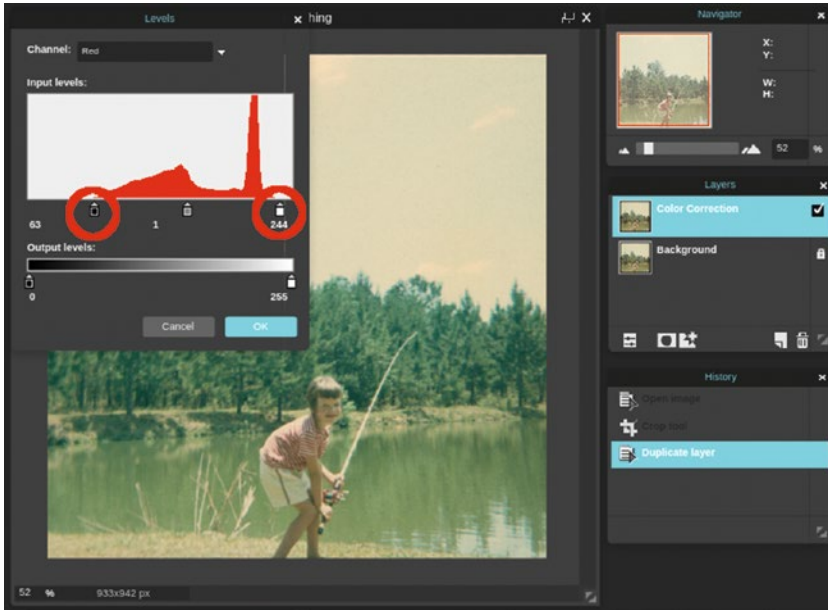 Levels
Channel: Red
Input levels:
63 1 244
Output levels:
0 255
Cancel OK
hing
52 % 933x942 px
Navigator
X:
Y:
W:
H:
52 %
Layers
Color Correction
Background
History
Open image
Crop tool
Duplicate layer